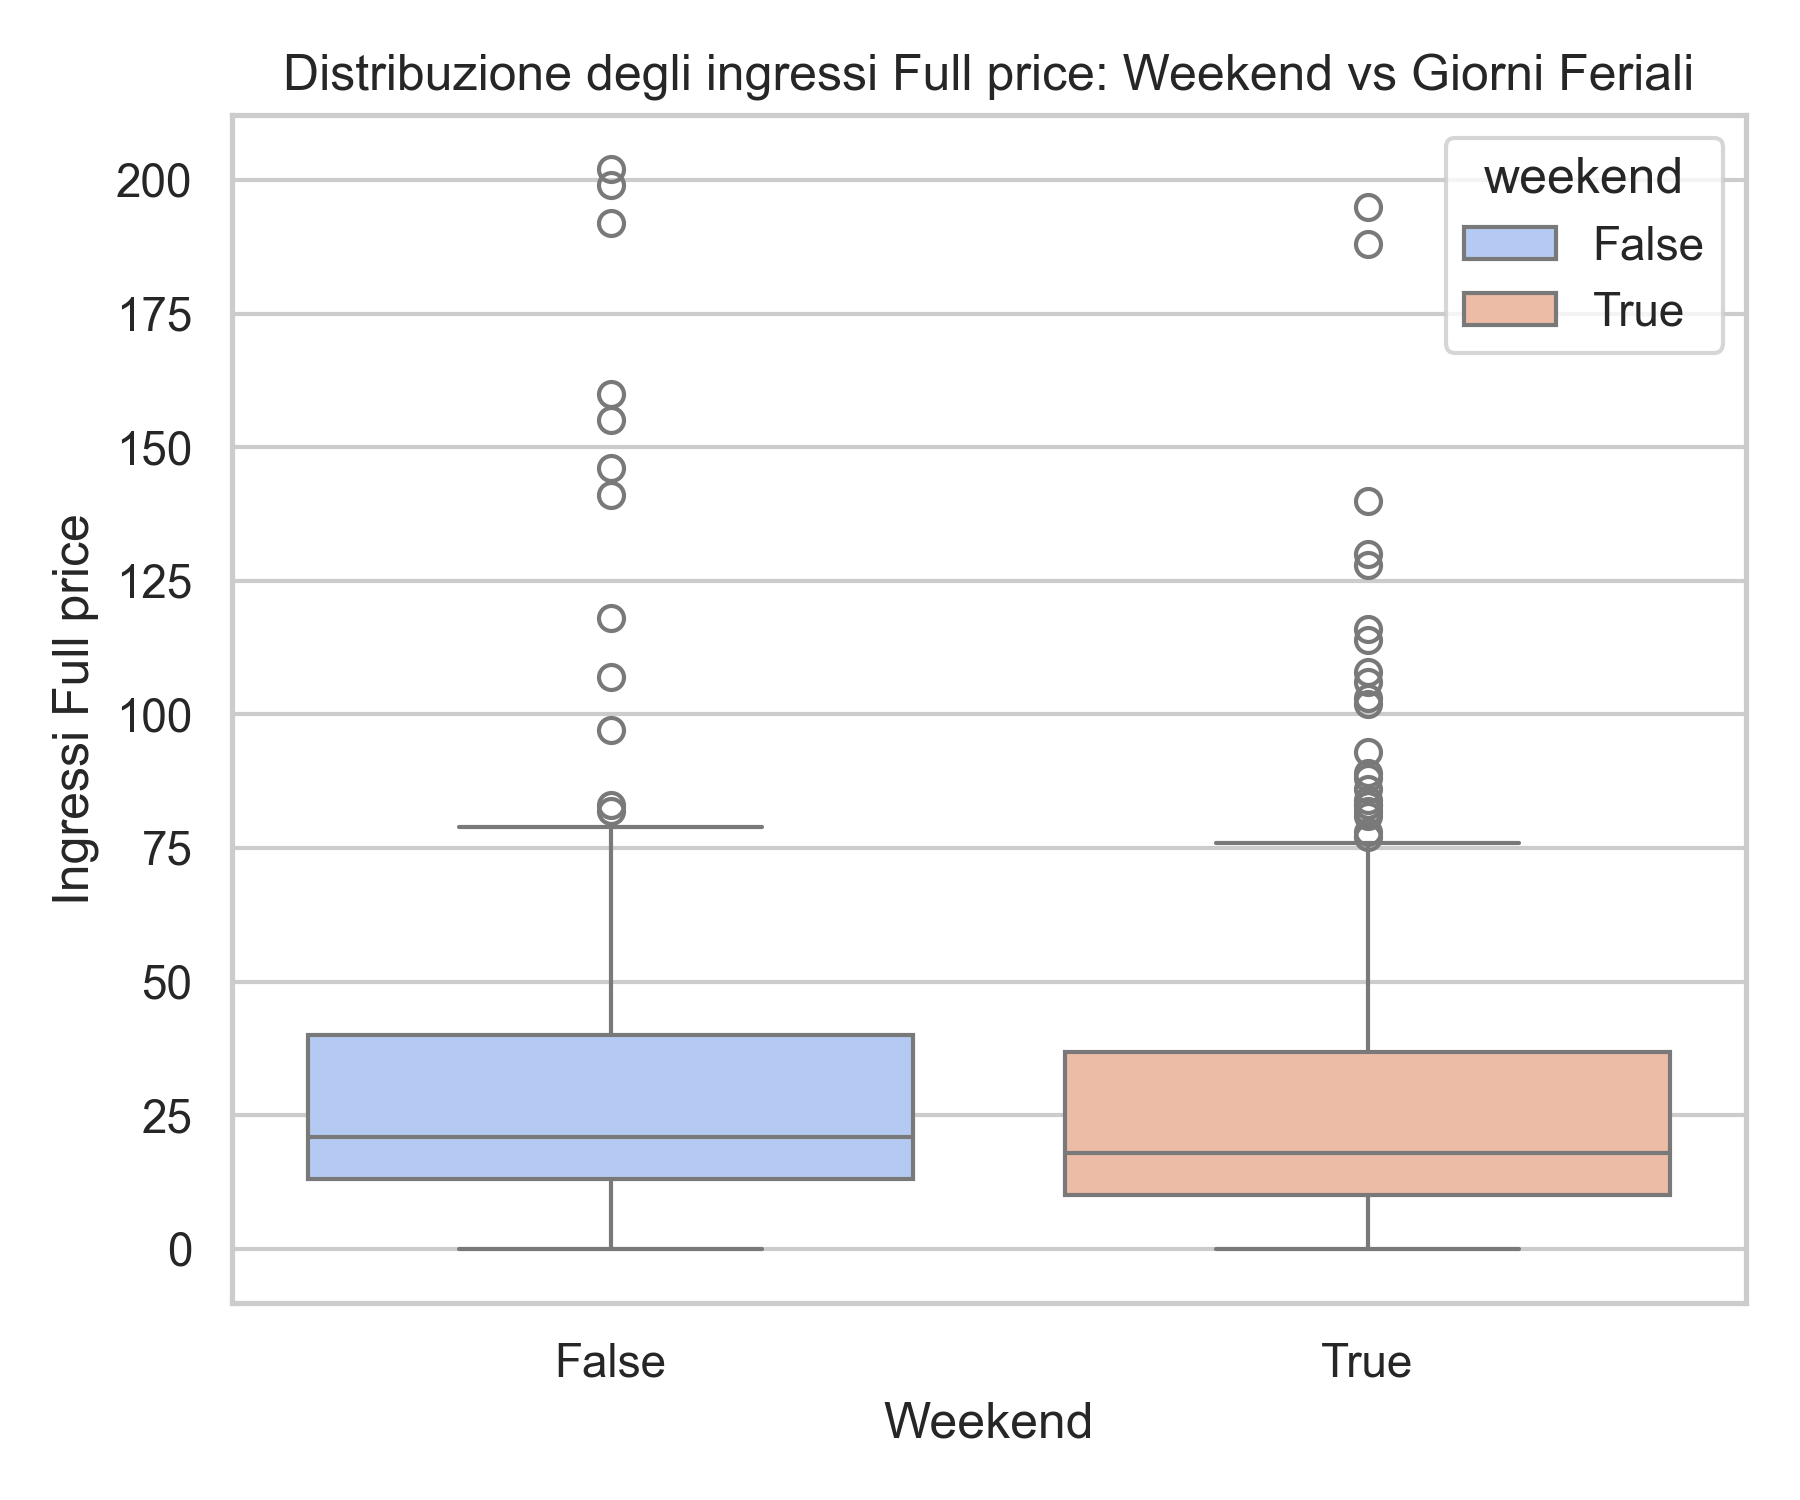 Distribuzione degli ingressi Full price: Weekend vs Giorni Feriali
weekend
False
True
200
175
150
125
100
75
50
25
0
Ingressi Full price
False
True
Weekend